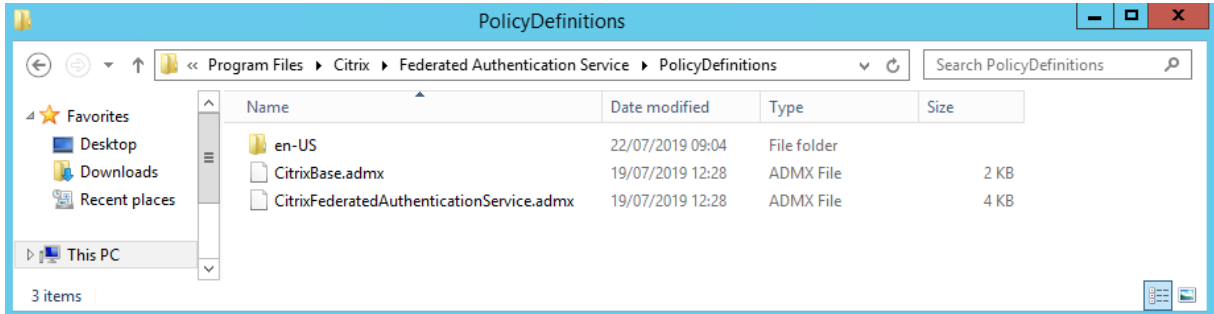 PolicyDefinitions
« Program Files Citrix Federated Authentication Service PolicyDefinitions Search PolicyDefinitions
Name Date modified Type Size
Favorites
en-US 22/07/2019 09:04 File folder
Desktop
CitrixBase.admx 19/07/2019 12:28 ADMX File 2 KB
Downloads
CitrixFederatedAuthenticationService.admx 19/07/2019 12:28 ADMX File 4 KB
Recent places
This PC
3 items